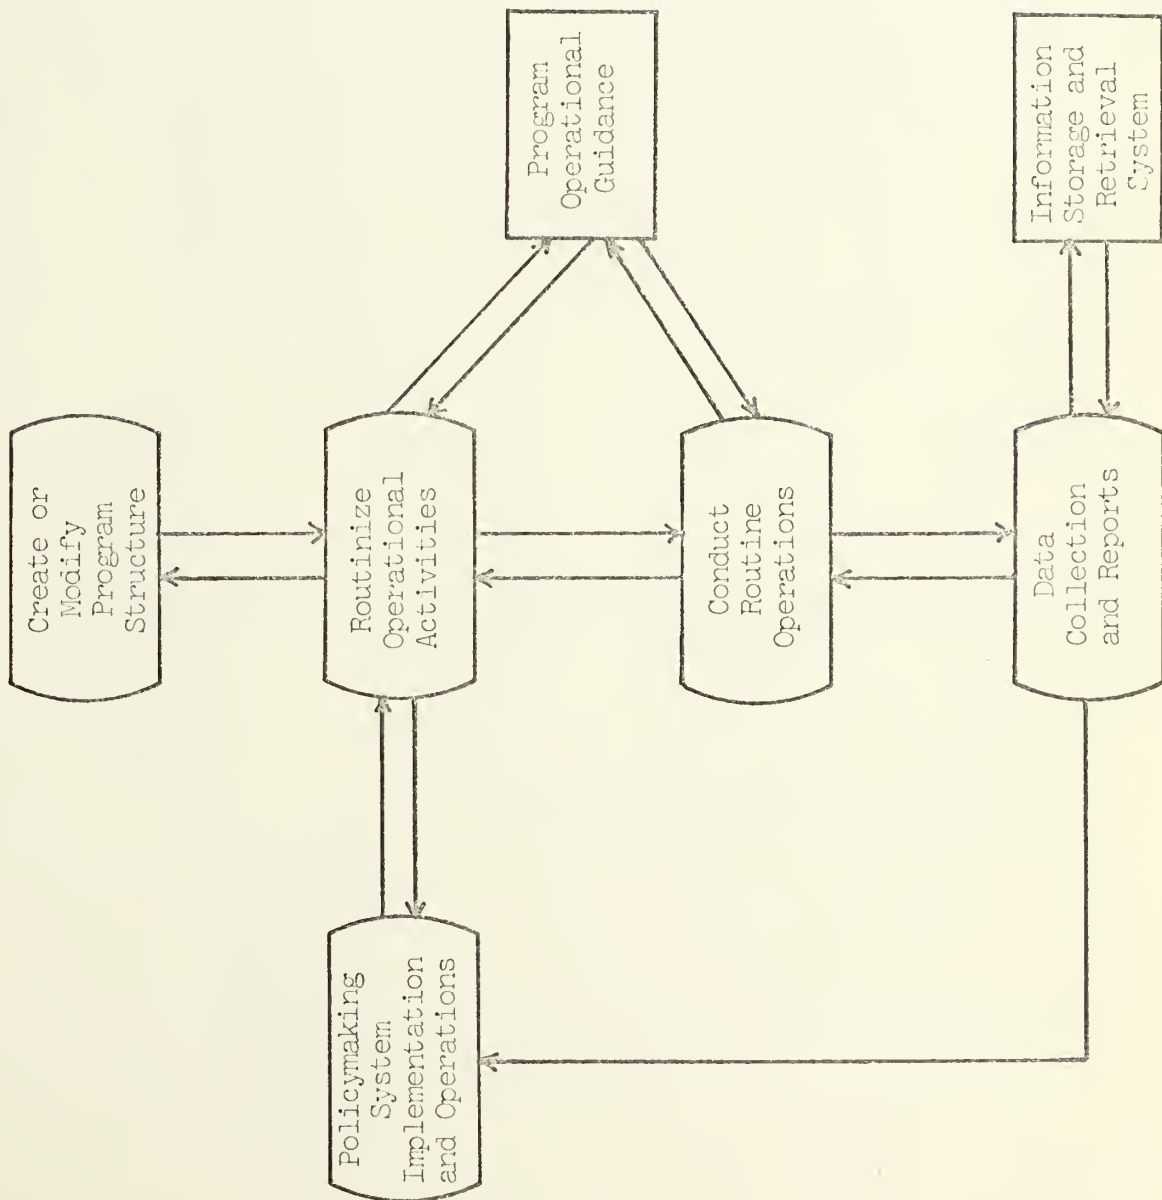 Create or
Modify
Program
Structure
Policymaking
System
Implementation
and Operations
Routinize
Operational
Activities
Program
Operational
Guidance
Conduct
Routine
Operations
Data
Collection
and Reports
Information
Storage and
Retrieval
System